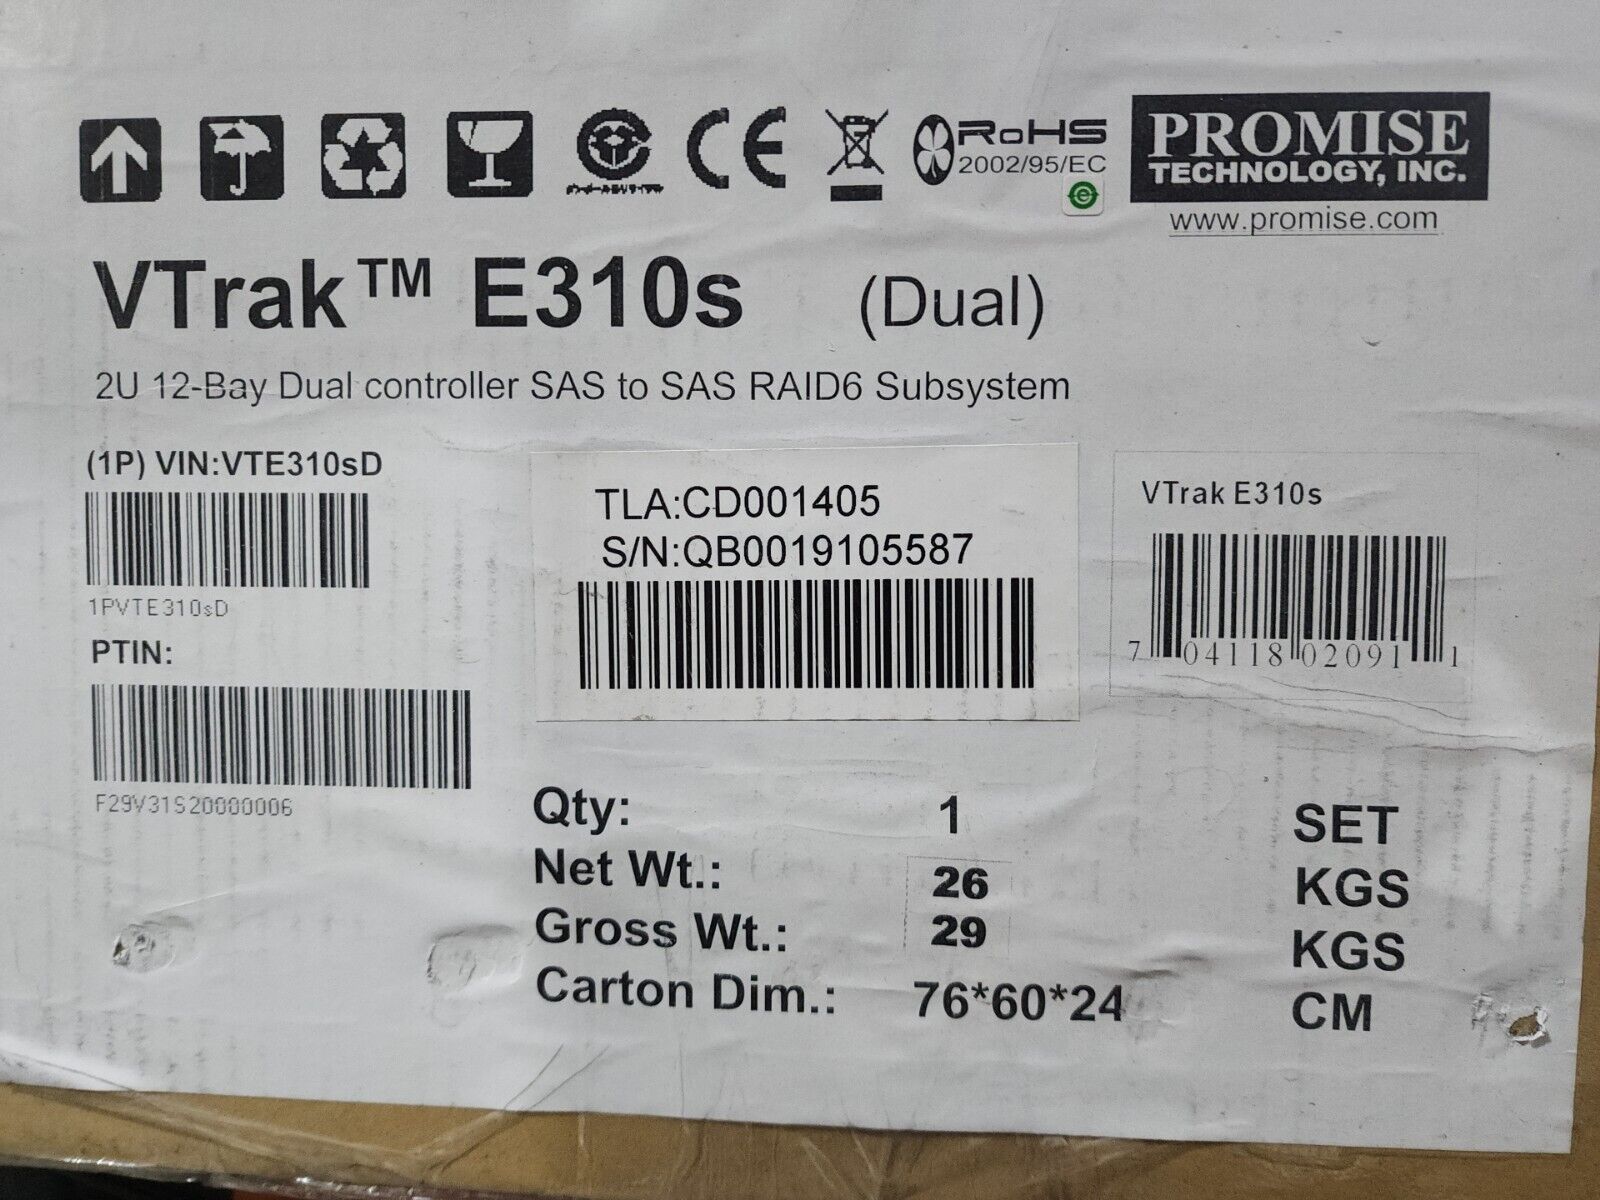 RoHS
2002/95/EC
PROMISE
TECHNOLOGY, INC.
www.promise.com
VTrak™ E310s (Dual)
2U 12-Bay Dual controller SAS to SAS RAID6 Subsystem
(1P) VIN:VTE310sD
1PVTE310sD
PTIN:
F29V31S20000006
TLA:CD001405
S/N:QB0019105587
VTrak E310s
7 04118 02091 1
Qty: 1 SET
Net Wt.: 26 KGS
Gross Wt.: 29 KGS
Carton Dim.: 76*60*24 CM